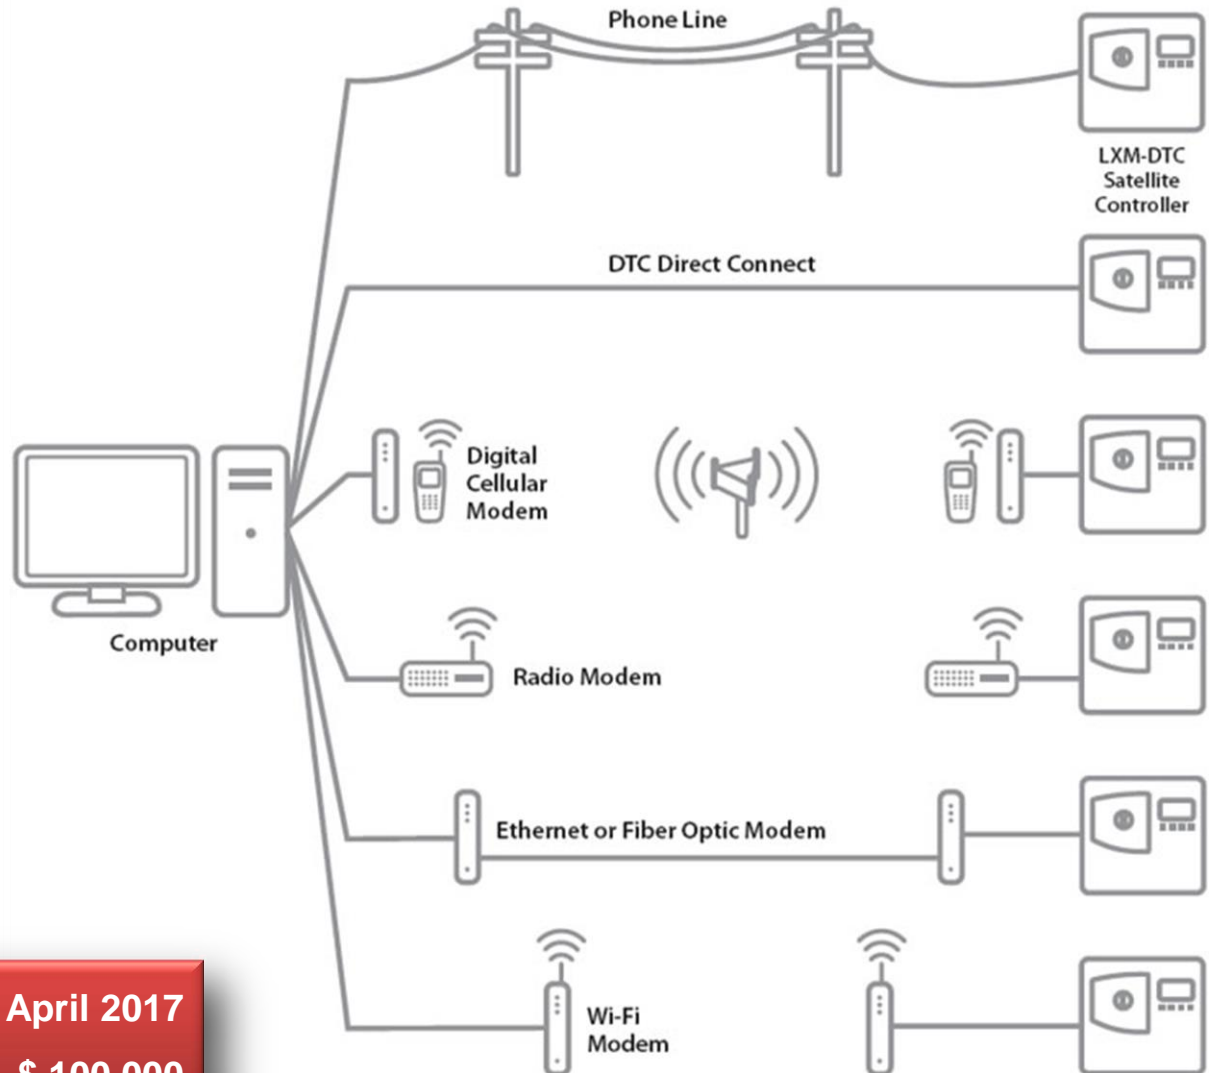 Phone Line
LXM-DTC
Satellite
Controller
DTC Direct Connect
Digital
Cellular
Modem
Computer
Radio Modem
Ethernet or Fiber Optic Modem
Wi-Fi
Modem
April 2017